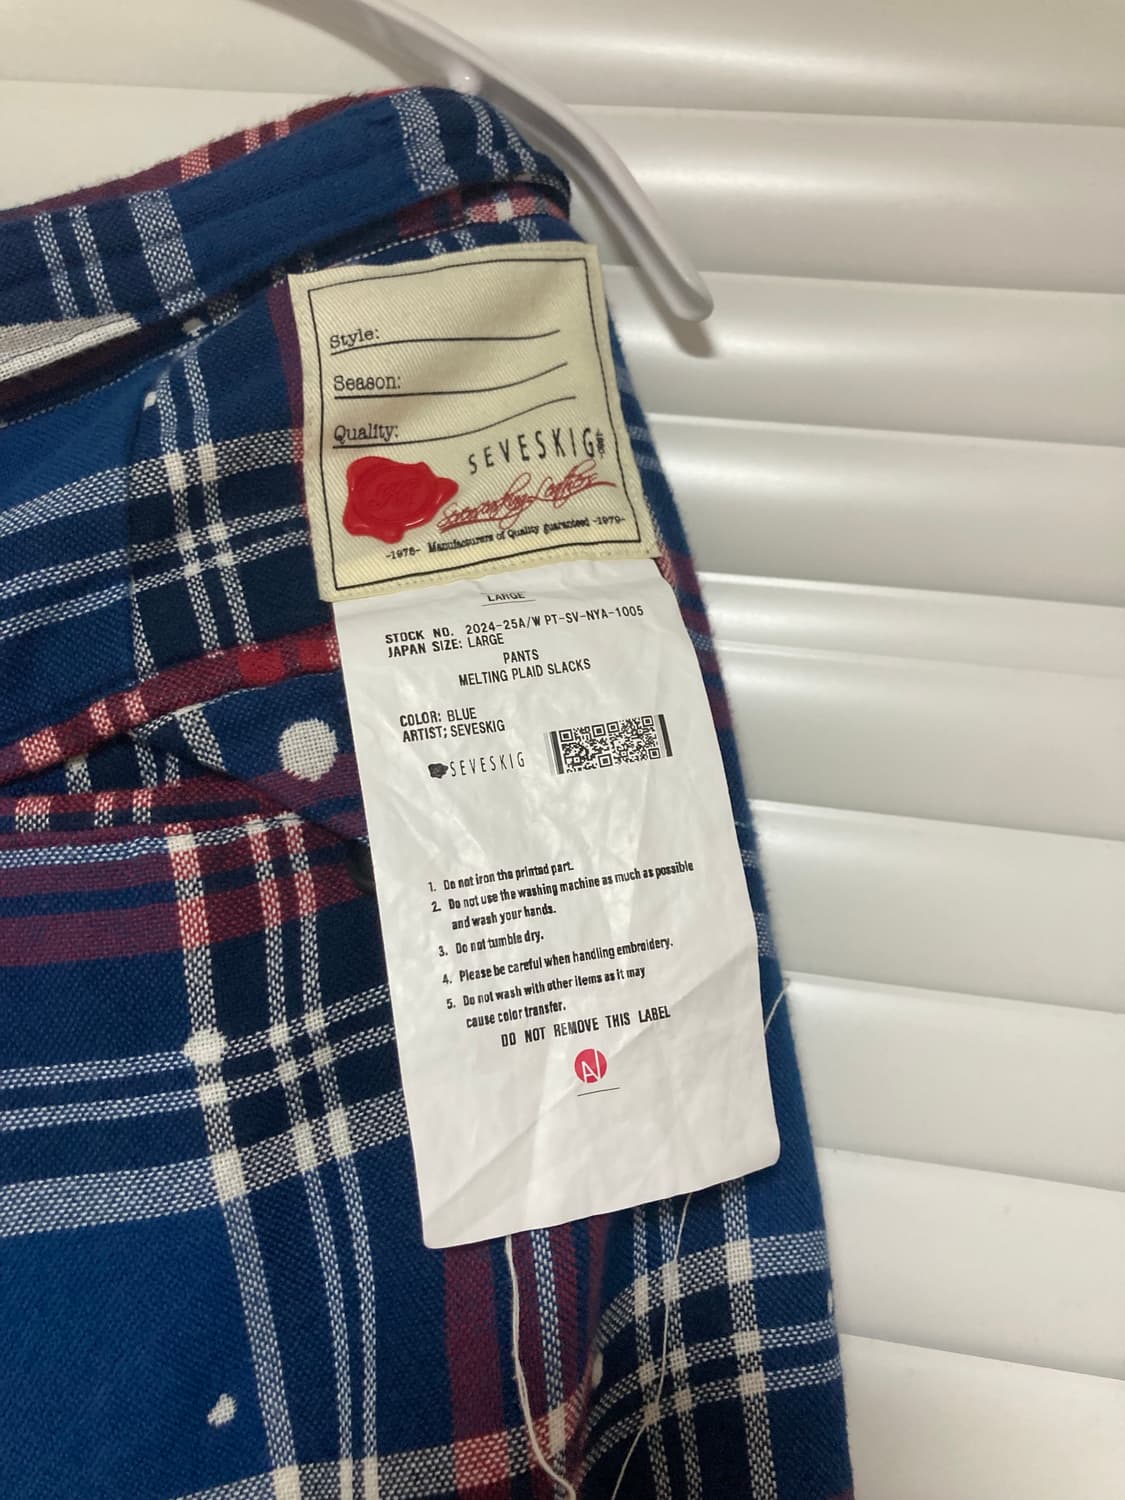 Style:
Season:
Quality:
SEVESKIG
-1978- Manufacturers of Quality guaranteed -1979-
LARGE
STOCK NO. 2024-25A/W PT-SV-NYA-1005
JAPAN SIZE: LARGE
PANTS
MELTING PLAID SLACKS
COLOR: BLUE
ARTIST; SEVESKIG
SEVESKIG
1. Do not iron the printed part.
2. Do not use the washing machine as much as possible
and wash your hands.
3. Do not tumble dry.
4. Please be careful when handling embroidery.
5. Do not wash with other items as it may
cause color transfer.
DO NOT REMOVE THIS LABEL